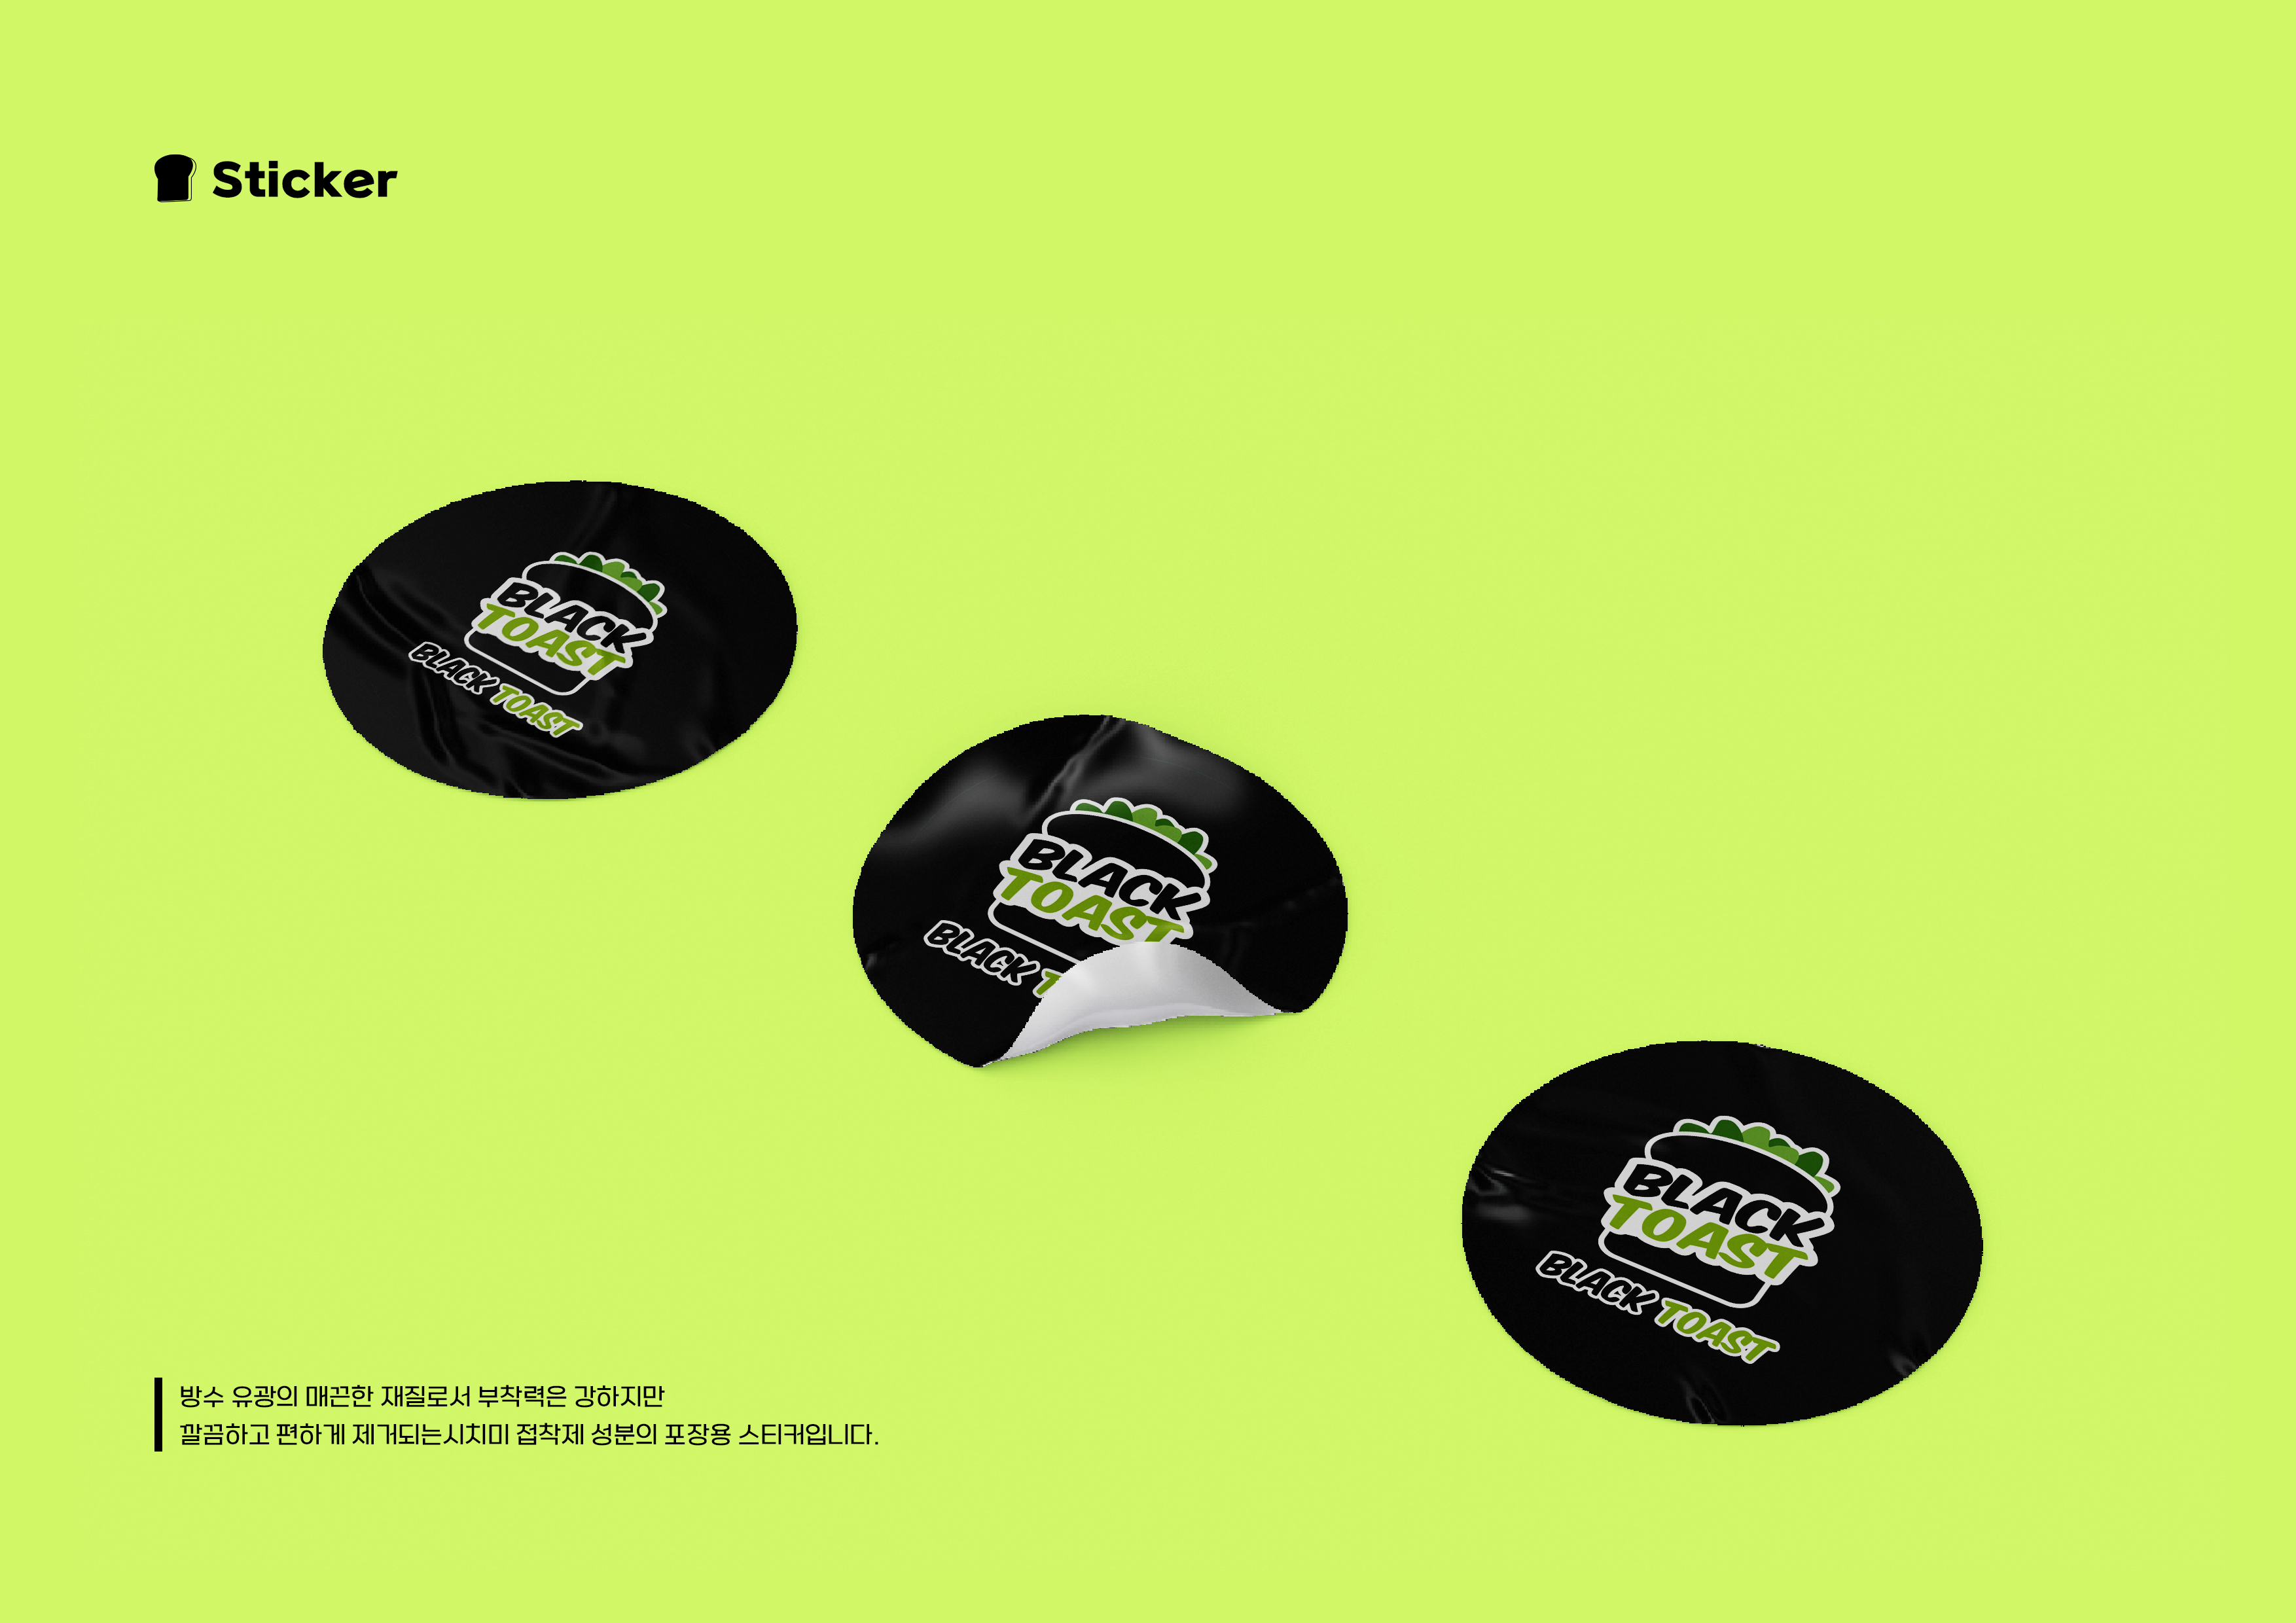 Sticker
BLACK
TOAST
BLACK TOAST
BLACK
TOAST
BLACK T
BLACK
TOAST
BLACK TOAST
방수 유광의 매끈한 재질로서 부착력은 강하지만
깔끔하고 편하게 제거되는시치미 접착제 성분의 포장용 스티커입니다.